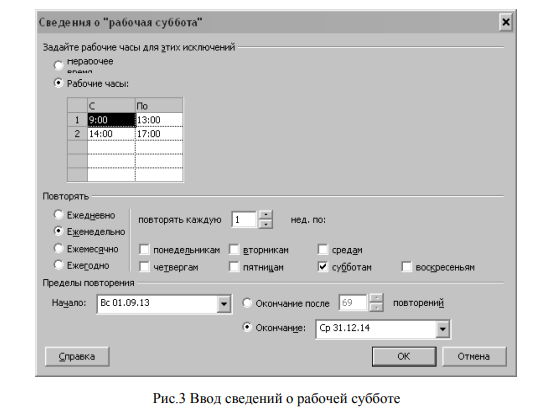 Сведения о "рабочая суббота"
Задайте рабочие часы для этих исключений
Нерабочее
время
Рабочие часы:
С По
1 9:00 13:00
2 14:00 17:00
Повторять
Ежедневно
Еженедельно
Ежемесячно
Ежегодно
повторять каждую 1 нед. по:
понедельникам вторникам средам
четвергам пятницам субботам воскресеньям
Пределы повторения
Начало: Вс 01.09.13 Окончание после 69 повторений
Окончание: Ср 31.12.14
Справка ОК Отмена
Рис.3 Ввод сведений о рабочей субботе